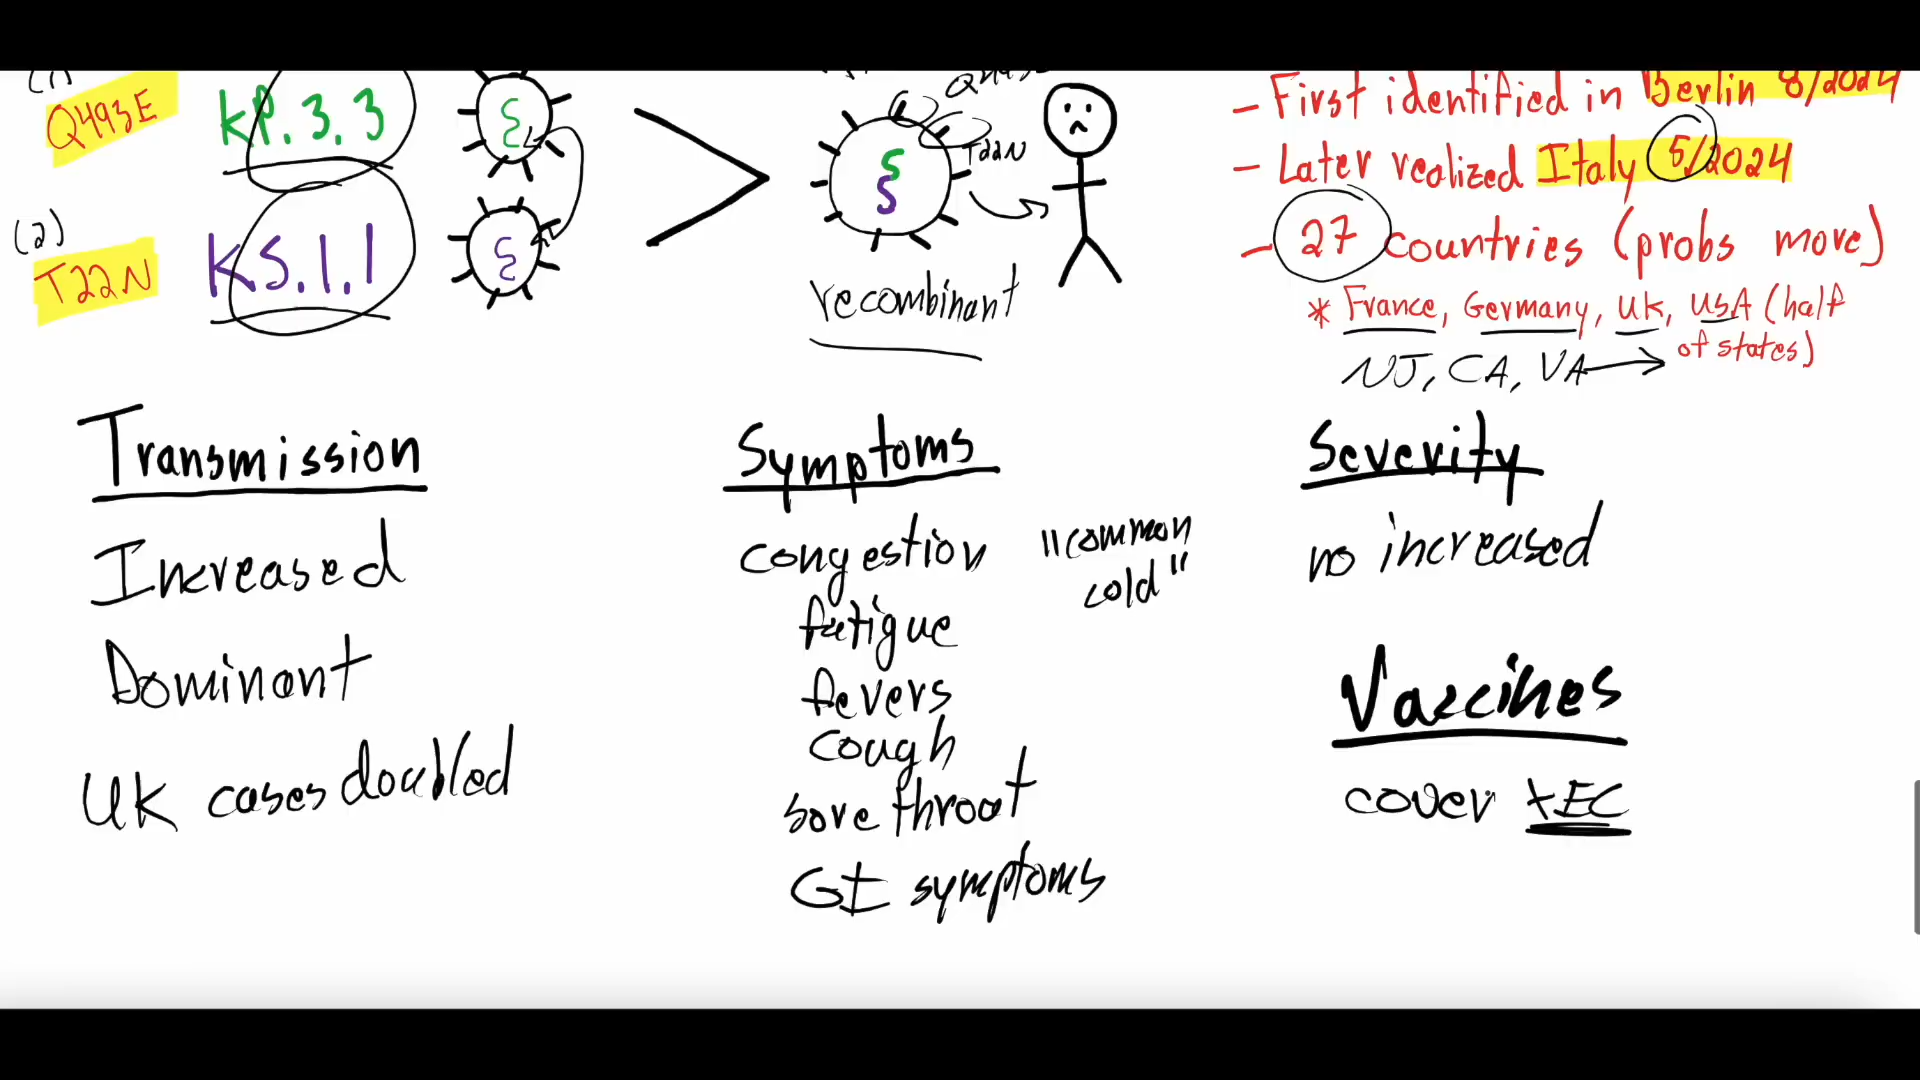 (1)
Q493E
KP.3.3
(2)
T22N
KS.1.1
T22N
recombinant
- First identified in Berlin 8/2024
- Later realized Italy 5/2024
- 27 countries (probs move)
* France, Germany, UK, USA (half
of states)
NJ, CA, VA
Transmission
Increased
Dominant
UK cases doubled
Symptoms
congestion
"common
cold"
fatigue
fevers
cough
sore throat
GI symptoms
Severity
no increased
Vaccines
cover XEC